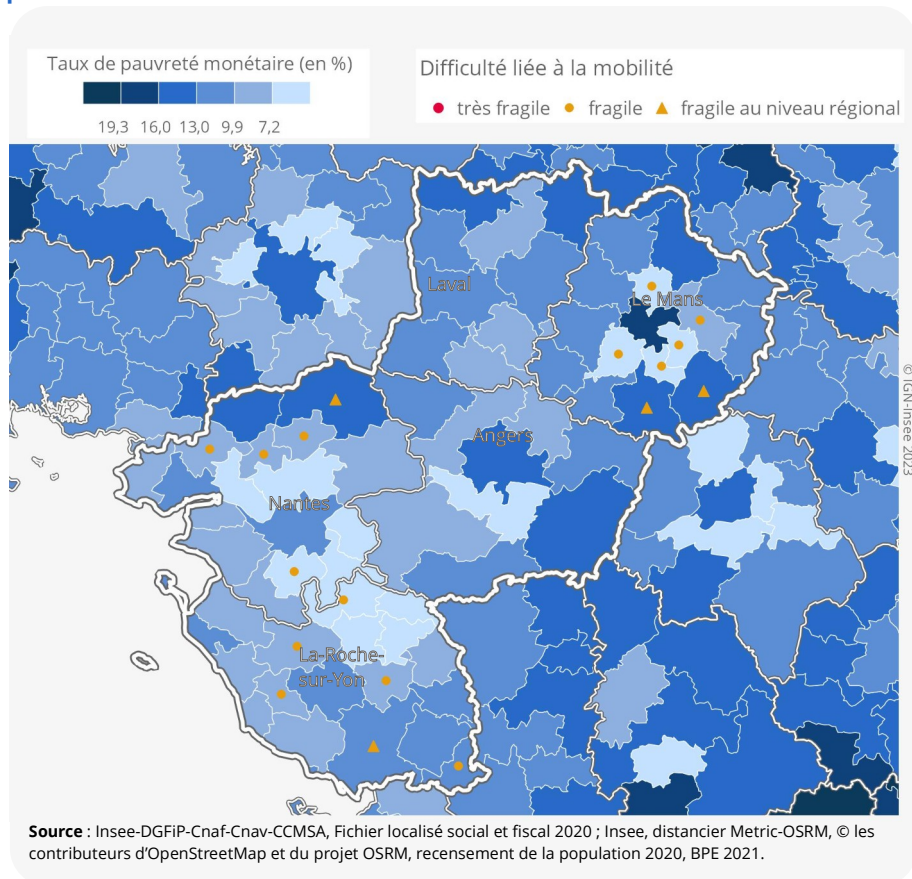 Taux de pauvreté monétaire (en %)
19,3 16,0 13,0 9,9 7,2
Difficulté liée à la mobilité
très fragile fragile fragile au niveau régional
Laval
Le Mans
Angers
Nantes
La-Roche-
sur-Yon
© IGN-Insee 2023
Source : Insee-DGFiP-Cnaf-Cnav-CCMSA, Fichier localisé social et fiscal 2020 ; Insee, distancier Metric-OSRM, © les
contributeurs d’OpenStreetMap et du projet OSRM, recensement de la population 2020, BPE 2021.